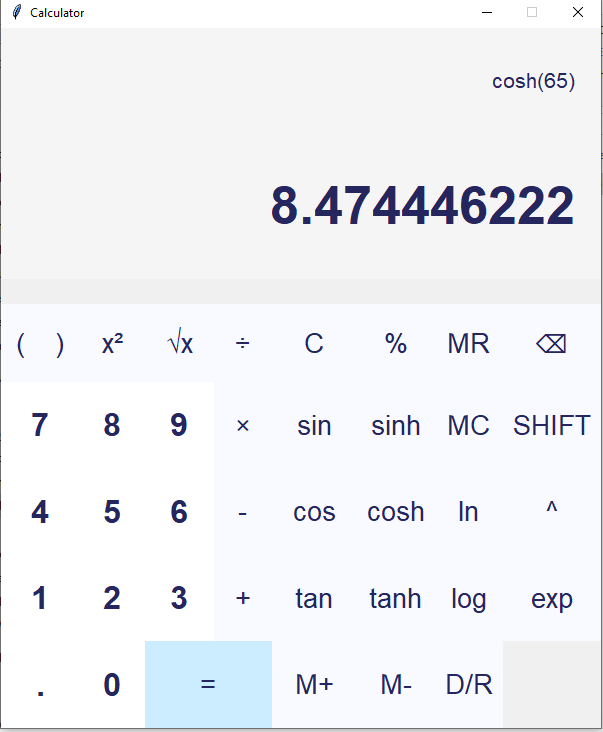 Calculator
cosh(65)
8.474446222
( ) x² √x ÷ C % MR ⌫
7 8 9 × sin sinh MC SHIFT
4 5 6 - cos cosh ln ^
1 2 3 + tan tanh log exp
. 0 = M+ M- D/R